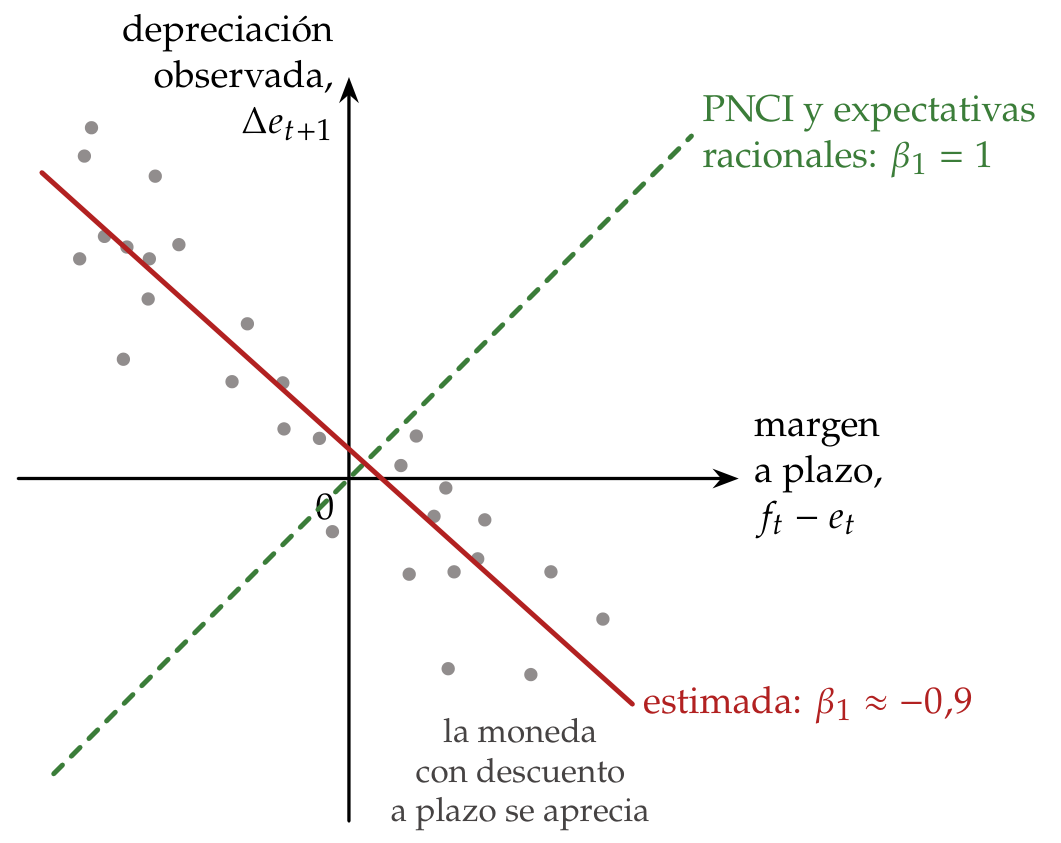 depreciación
observada,
Δe_{t+1}
PNCI y expectativas
racionales: β₁ = 1
margen
a plazo,
f_t − e_t
0
estimada: β₁ ≈ −0,9
la moneda
con descuento
a plazo se aprecia